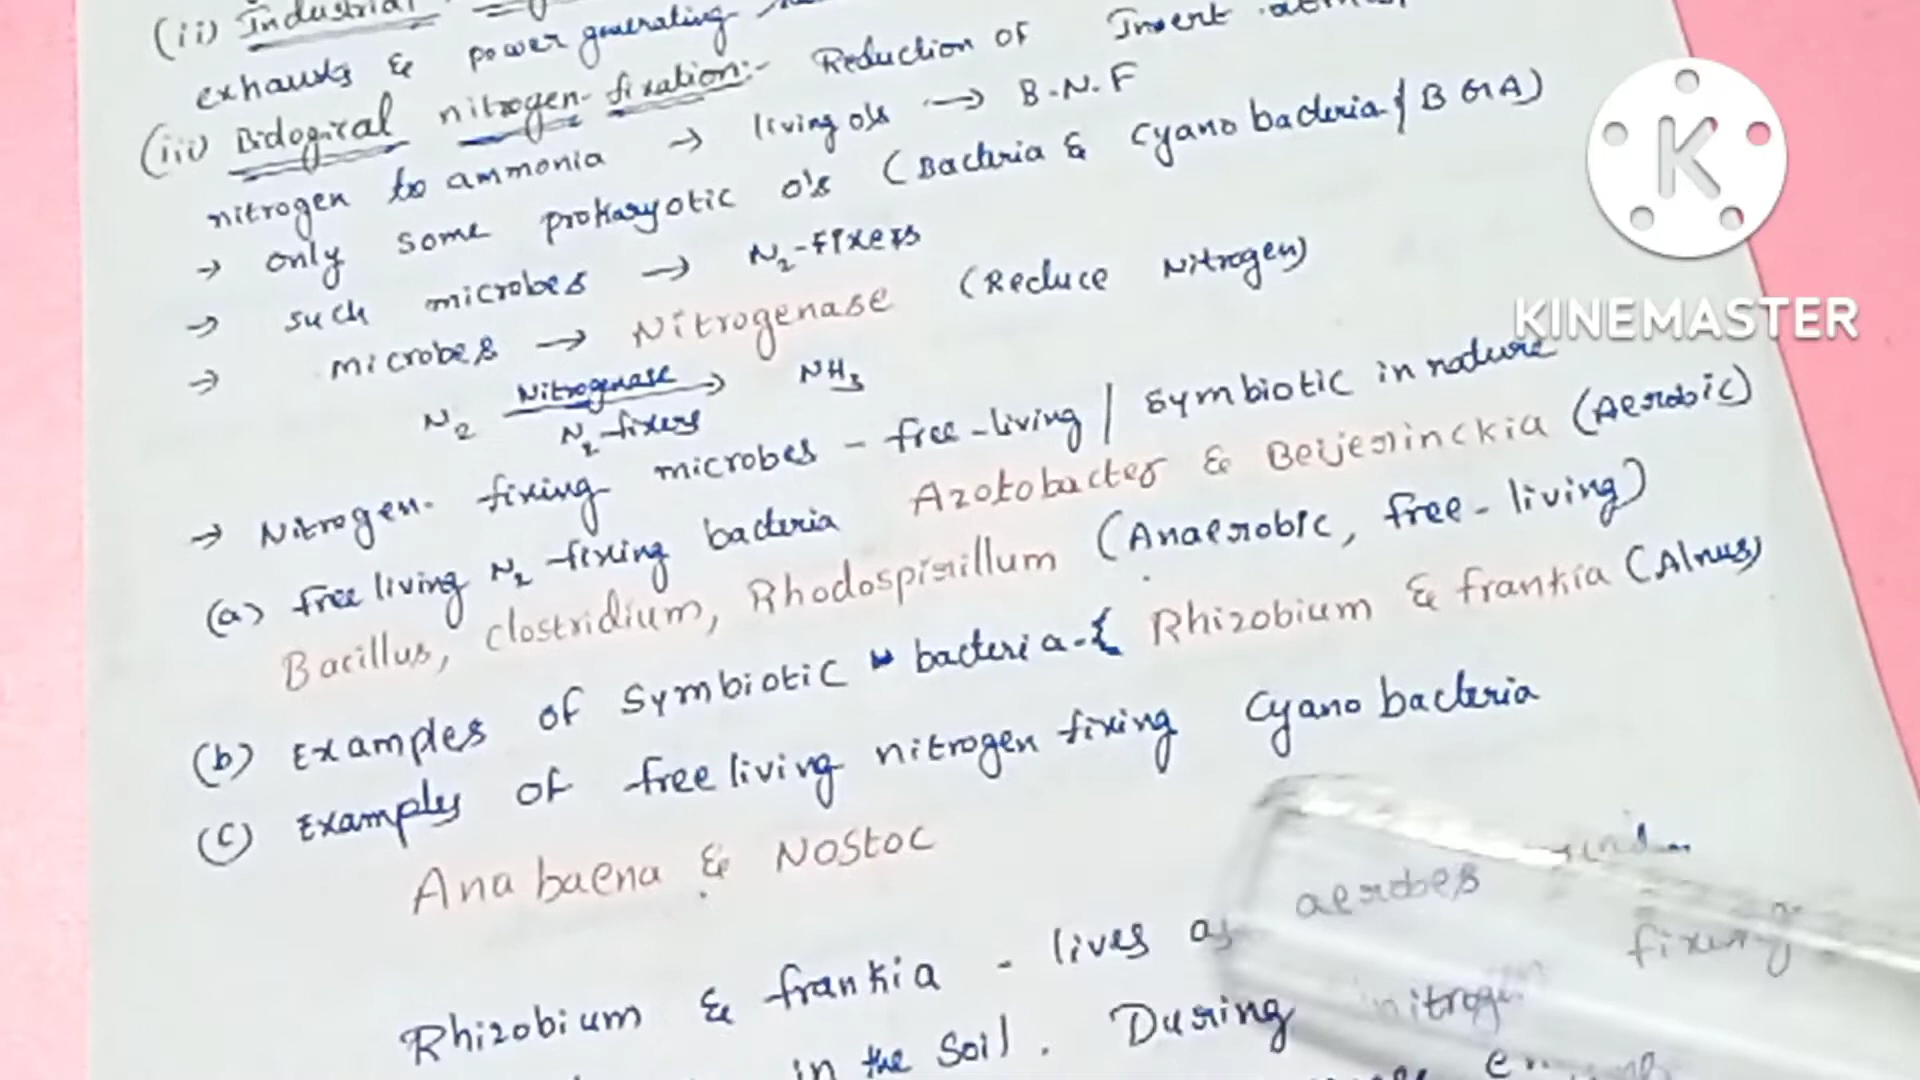 (ii) Industrial
exhausts & power generating
(iii) Biological nitrogen-fixation:- Reduction of Inert
nitrogen to ammonia → living o/s → B.N.F
→ only some prokaryotic o's (Bacteria & Cyano bacteria / BGA)
→ such microbes → N2-Fixers
→ microbes → Nitrogenase (Reduce Nitrogen)
N2 Nitrogenase → NH3
N2-fixers
→ Nitrogen-fixing microbes - free-living / symbiotic in nature
(a) free living N2-fixing bacteria Azotobacter & Beijerinckia (Aerobic)
Bacillus, clostridium, Rhodospirillum (Anaerobic, free-living)
(b) Examples of Symbiotic bacteria-{ Rhizobium & frankia (Alnus)
(c) Examples of free living nitrogen fixing Cyano bacteria
Anabaena & Nostoc
Rhizobium & frankia - lives as aerobes
in the soil. During nitrogen fixing
KINEMASTER